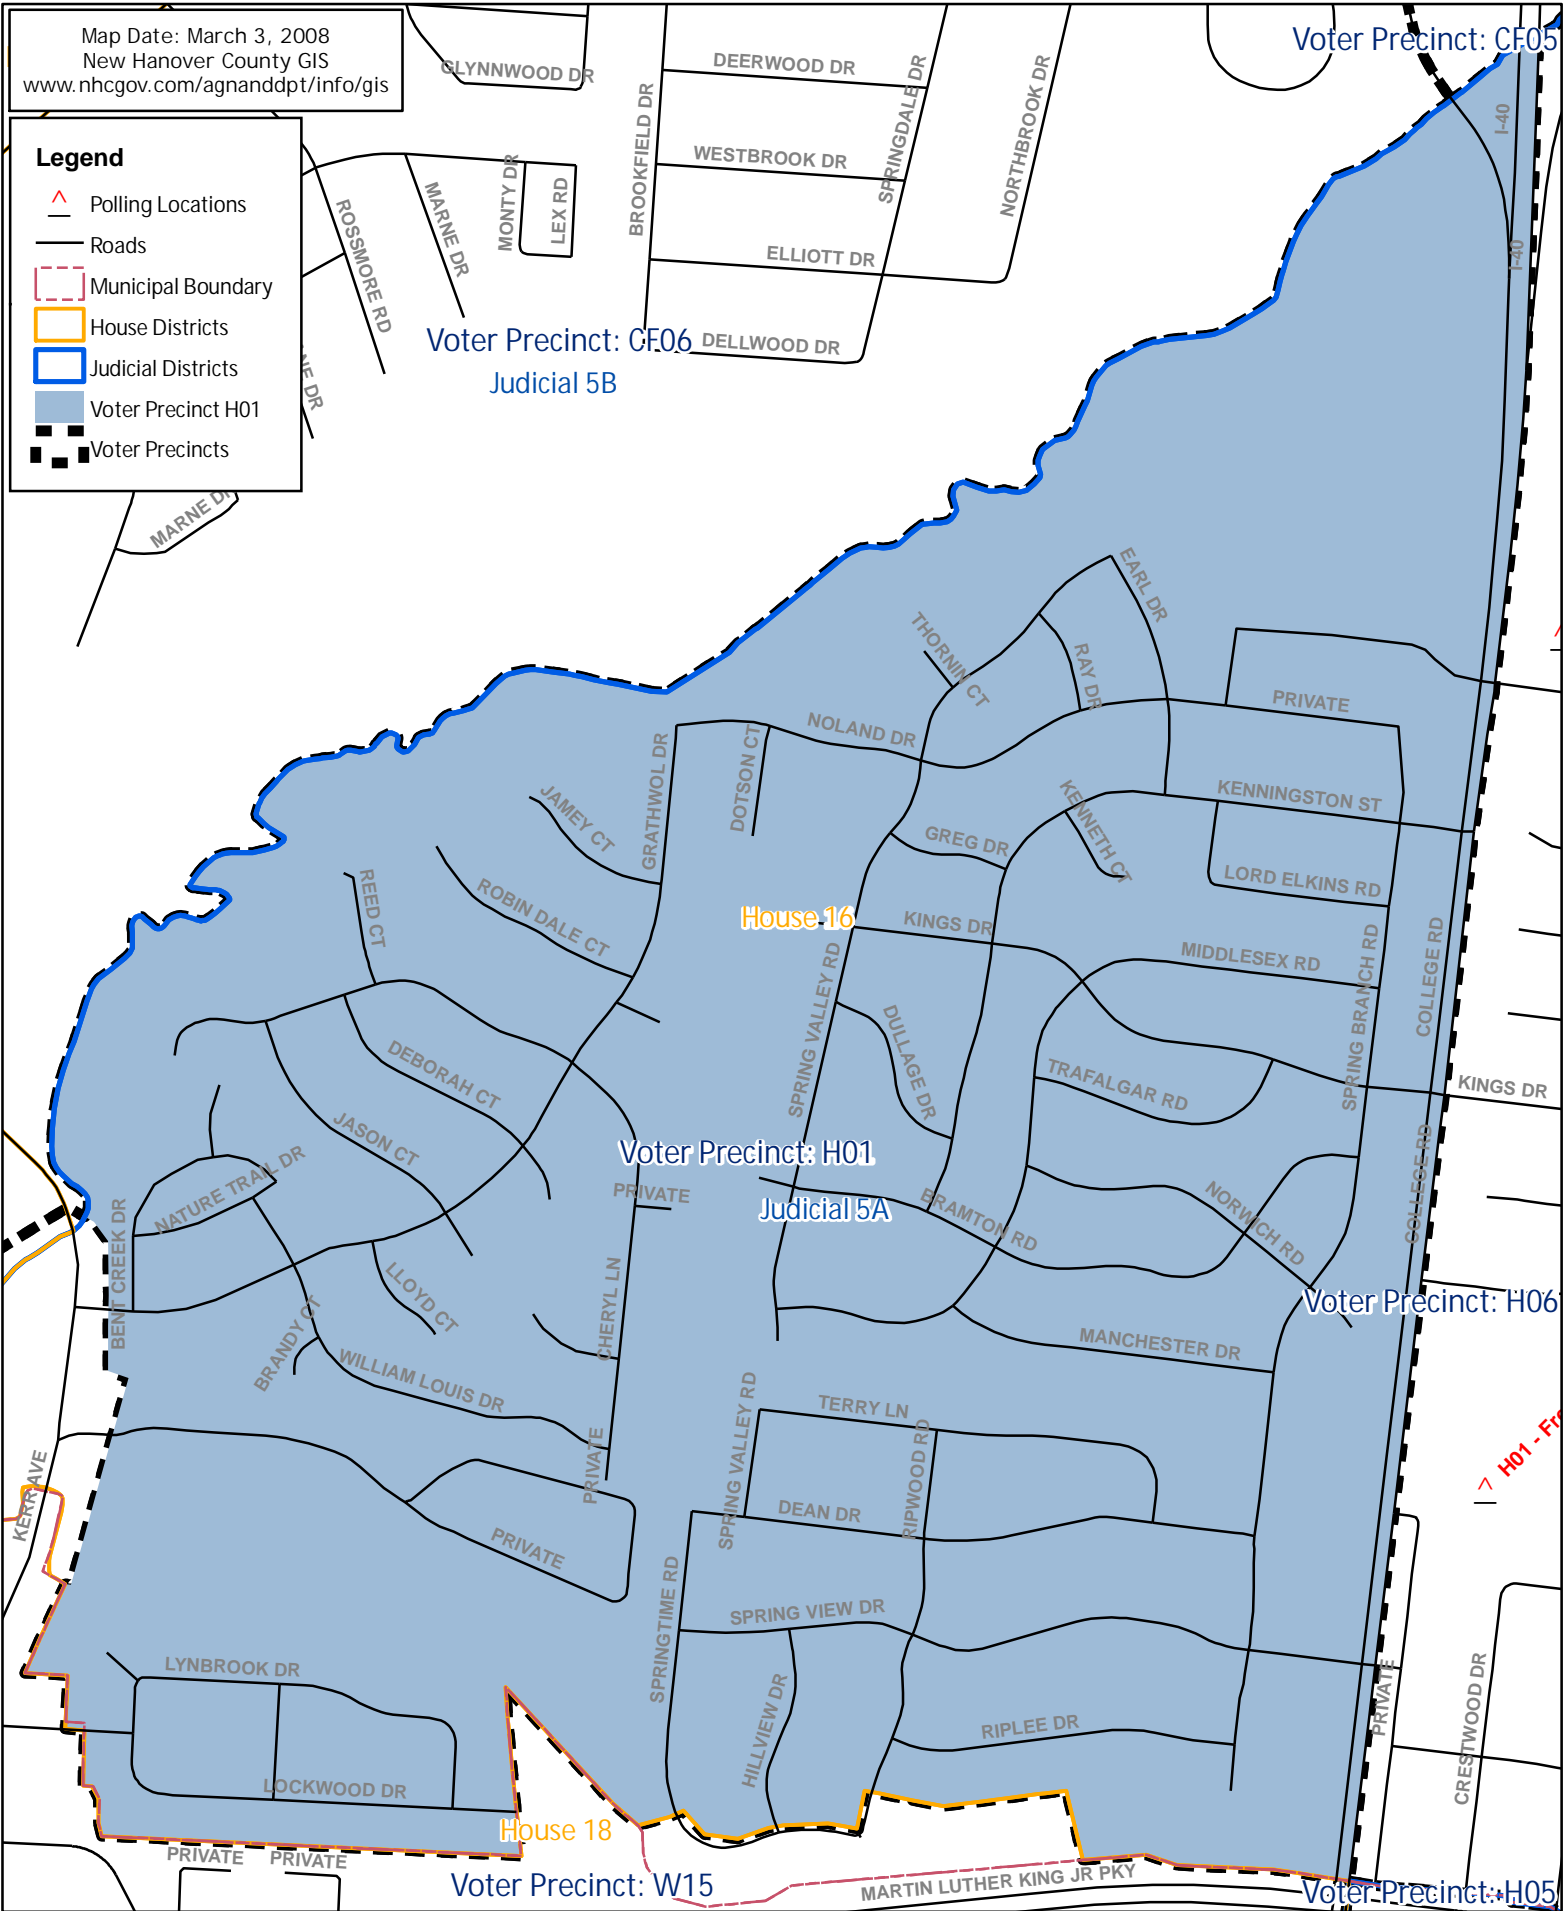 Map Date: March 3, 2008
New Hanover County GIS
www.nhcgov.com/agnanddpt/info/gis
Legend
Polling Locations
Roads
Municipal Boundary
House Districts
Judicial Districts
Voter Precinct H01
Voter Precincts
Voter Precinct: CF05
GLYNNWOOD DR
DEERWOOD DR
BROOKFIELD DR
SPRINGDALE DR
NORTHBROOK DR
WESTBROOK DR
I-40
I-40
MONTY DR
LEX RD
MARNE DR
ROSSMORE RD
ELLIOTT DR
Voter Precinct: CF06
DELLWOOD DR
Judicial 5B
NE DR
MARNE DR
EARL DR
THORNIN CT
RAY DR
PRIVATE
NOLAND DR
GRATHWOL DR
DOTSON CT
JAMEY CT
KENNINGSTON ST
KENNETH CT
GREG DR
LORD ELKINS RD
REED CT
ROBIN DALE CT
House 16
KINGS DR
MIDDLESEX RD
SPRING VALLEY RD
SPRING BRANCH RD
COLLEGE RD
DULLAGE DR
DEBORAH CT
TRAFALGAR RD
KINGS DR
JASON CT
Voter Precinct: H01
NATURE TRAIL DR
PRIVATE
Judicial 5A
BRAMTON RD
NORWICH RD
COLLEGE RD
BENT CREEK DR
LLOYD CT
CHERYL LN
Voter Precinct: H06
BRANDY CT
MANCHESTER DR
WILLIAM LOUIS DR
TERRY LN
SPRING VALLEY RD
RIPWOOD RD
PRIVATE
H01 - Fre
KERR AVE
DEAN DR
PRIVATE
SPRINGTIME RD
SPRING VIEW DR
LYNBROOK DR
PRIVATE
CRESTWOOD DR
HILLVIEW DR
RIPLEE DR
LOCKWOOD DR
House 18
PRIVATE
PRIVATE
Voter Precinct: W15
MARTIN LUTHER KING JR PKY
Voter Precinct: H05